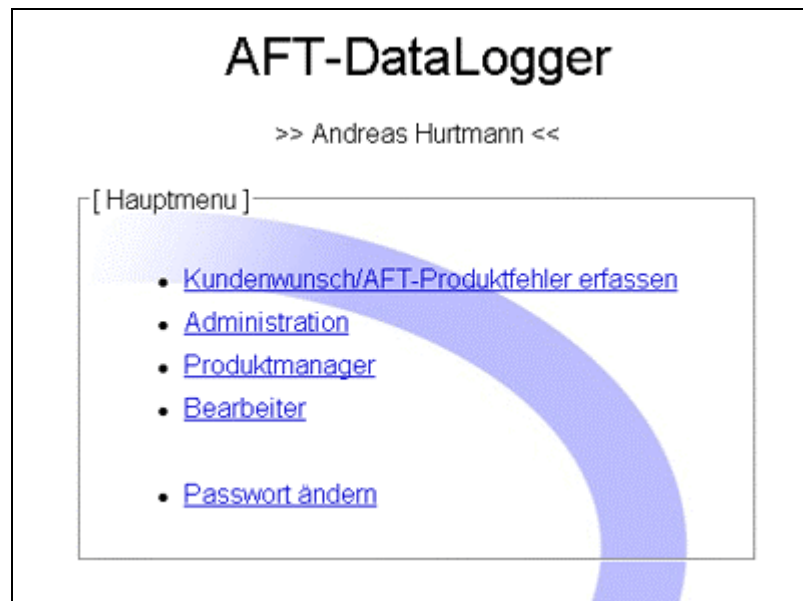 AFT-DataLogger
>> Andreas Hurtmann <<
[ Hauptmenu ]
• Kundenwunsch/AFT-Produktfehler erfassen
• Administration
• Produktmanager
• Bearbeiter
• Passwort ändern